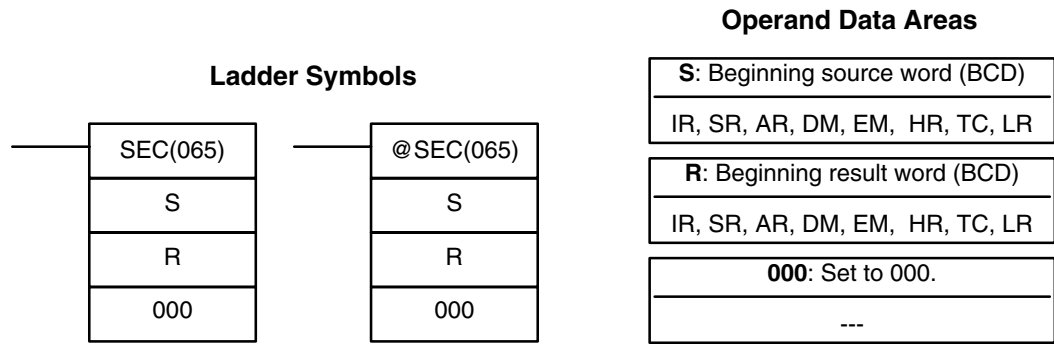 Ladder Symbols
SEC(065)
S
R
000
@SEC(065)
S
R
000
Operand Data Areas
S: Beginning source word (BCD)
IR, SR, AR, DM, EM, HR, TC, LR
R: Beginning result word (BCD)
IR, SR, AR, DM, EM, HR, TC, LR
000: Set to 000.
---